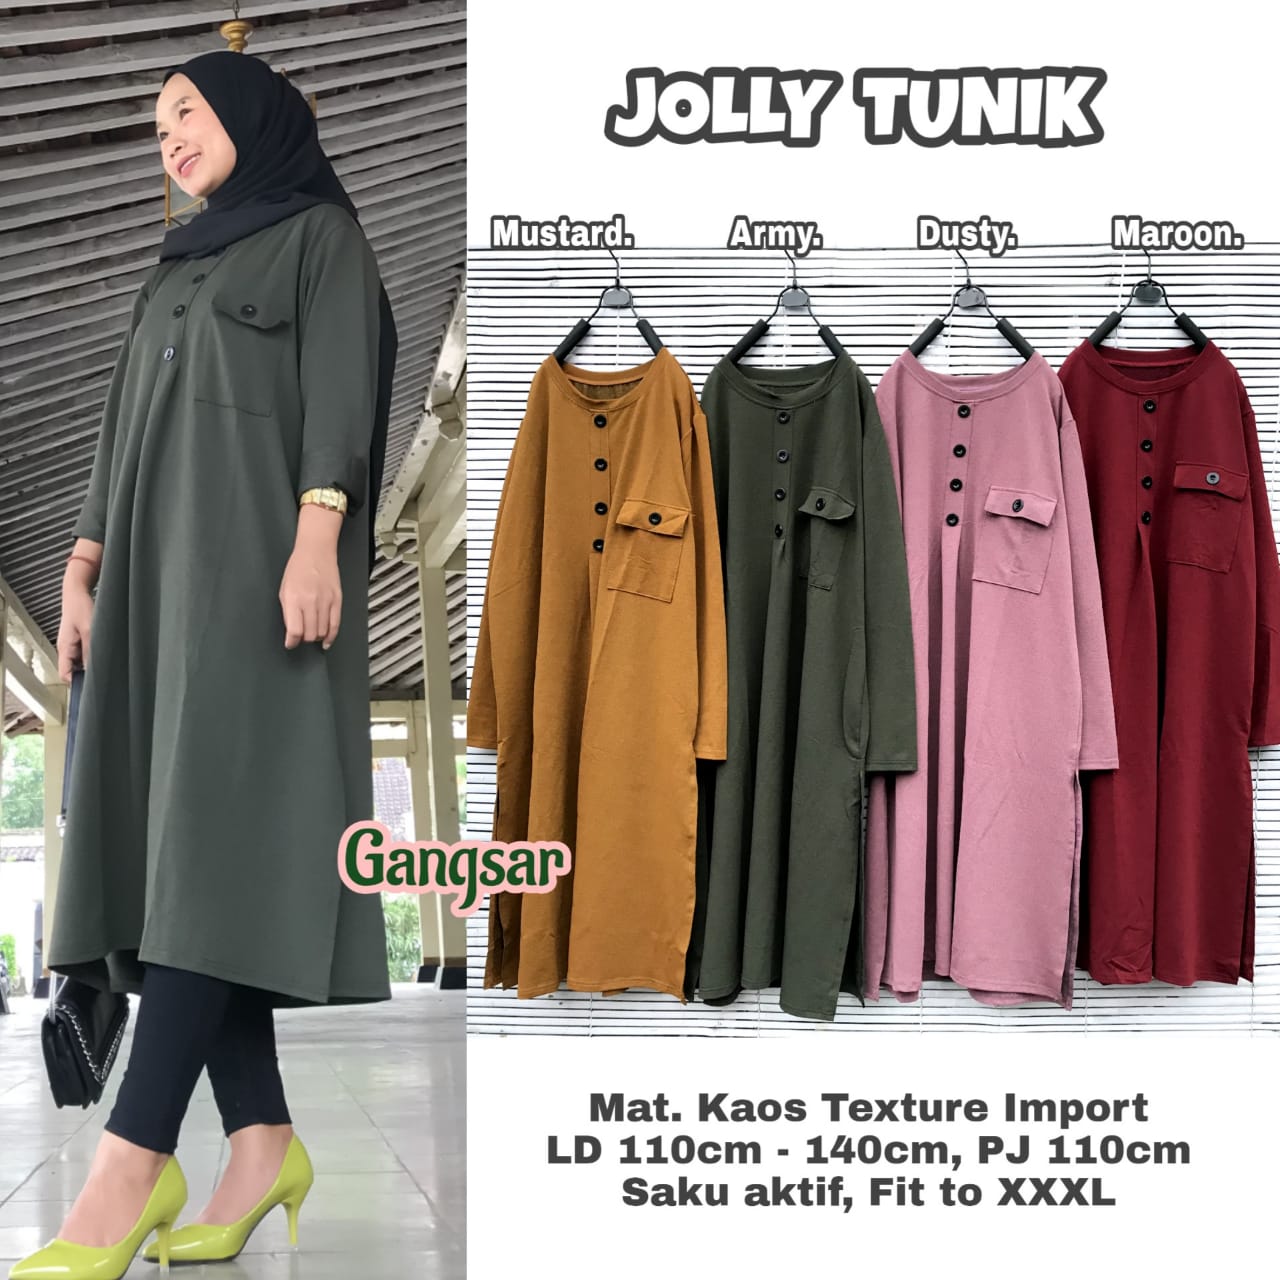 JOLLY TUNIK
Mustard. Army. Dusty. Maroon.
Gangsar
Mat. Kaos Texture Import
LD 110cm - 140cm, PJ 110cm
Saku aktif, Fit to XXXL